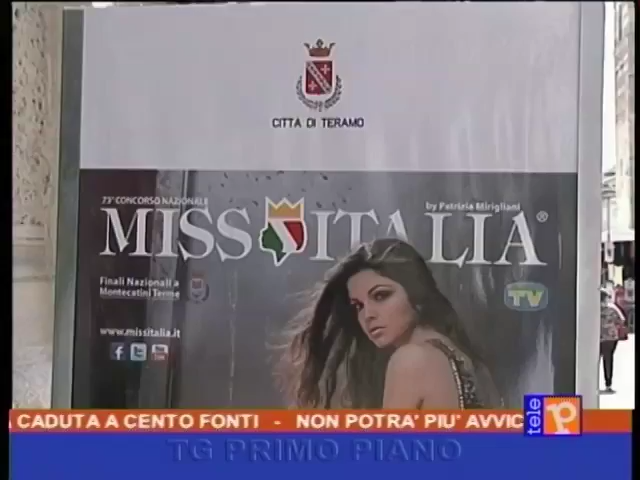 CITTA DI TERAMO
73° CONCORSO NAZIONALE
by Patrizia Mirigliani
MISS ITALIA®
Finali Nazionali a
Montecatini Terme
TV
www.missitalia.it
CADUTA A CENTO FONTI - NON POTRA' PIU' AVVIC
tele p
TG PRIMO PIANO